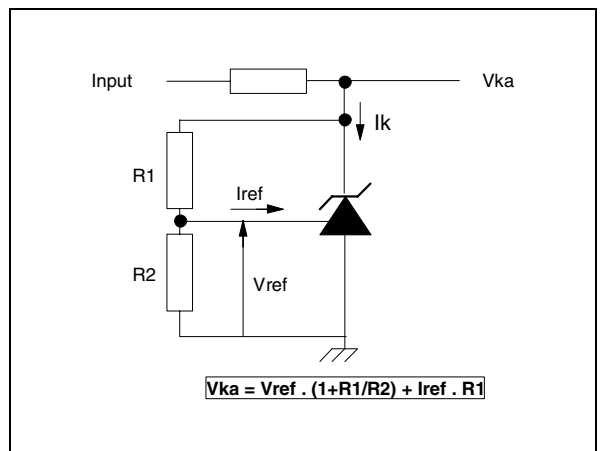 Input
Vka
Ik
R1
Iref
R2
Vref
Vka = Vref . (1+R1/R2) + Iref . R1